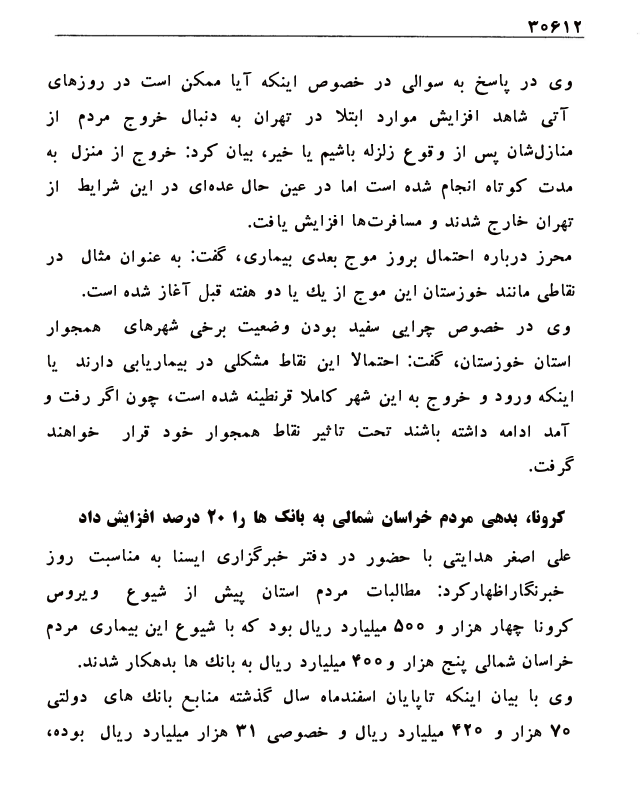 ۳۰۶۱۲
وی در پاسخ به سوالی در خصوص اینکه آیا ممکن است در روزهای
آتی شاهد افزایش موارد ابتلا در تهران به دنبال خروج مردم از
منازل‌شان پس از وقوع زلزله باشیم یا خیر، بیان کرد: خروج از منزل به
مدت کوتاه انجام شده است اما در عین حال عده‌ای در این شرایط از
تهران خارج شدند و مسافرت‌ها افزایش یافت.
محرز درباره احتمال بروز موج بعدی بیماری، گفت: به عنوان مثال در
نقاطی مانند خوزستان این موج از یك یا دو هفته قبل آغاز شده است.
وی در خصوص چرایی سفید بودن وضعیت برخی شهرهای همجوار
استان خوزستان، گفت: احتمالا این نقاط مشکلی در بیماریابی دارند یا
اینکه ورود و خروج به این شهر کاملا قرنطینه شده است، چون اگر رفت و
آمد ادامه داشته باشند تحت تاثیر نقاط همجوار خود قرار خواهند
گرفت.
کرونا، بدهی مردم خراسان شمالی به بانک ها را ۲۰ درصد افزایش داد
علی اصغر هدایتی با حضور در دفتر خبرگزاری ایسنا به مناسبت روز
خبرنگاراظهارکرد: مطالبات مردم استان پیش از شیوع ویروس
کرونا چهار هزار و ۵۰۰ میلیارد ریال بود که با شیوع این بیماری مردم
خراسان شمالی پنج هزار و۴۰۰ میلیارد ریال به بانك ها بدهکار شدند.
وی با بیان اینکه تاپایان اسفندماه سال گذشته منابع بانك های دولتی
۷۰ هزار و ۴۲۰ میلیارد ریال و خصوصی ۳۱ هزار میلیارد ریال بوده،